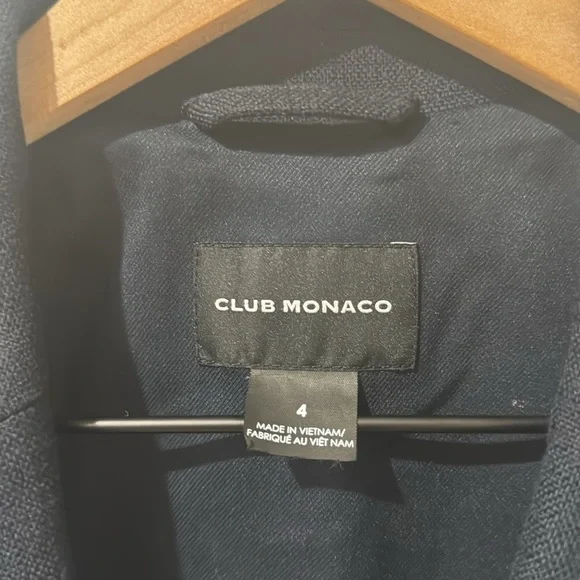 CLUB MONACO
4
MADE IN VIETNAM/
FABRIQUÉ AU VIÊT NAM